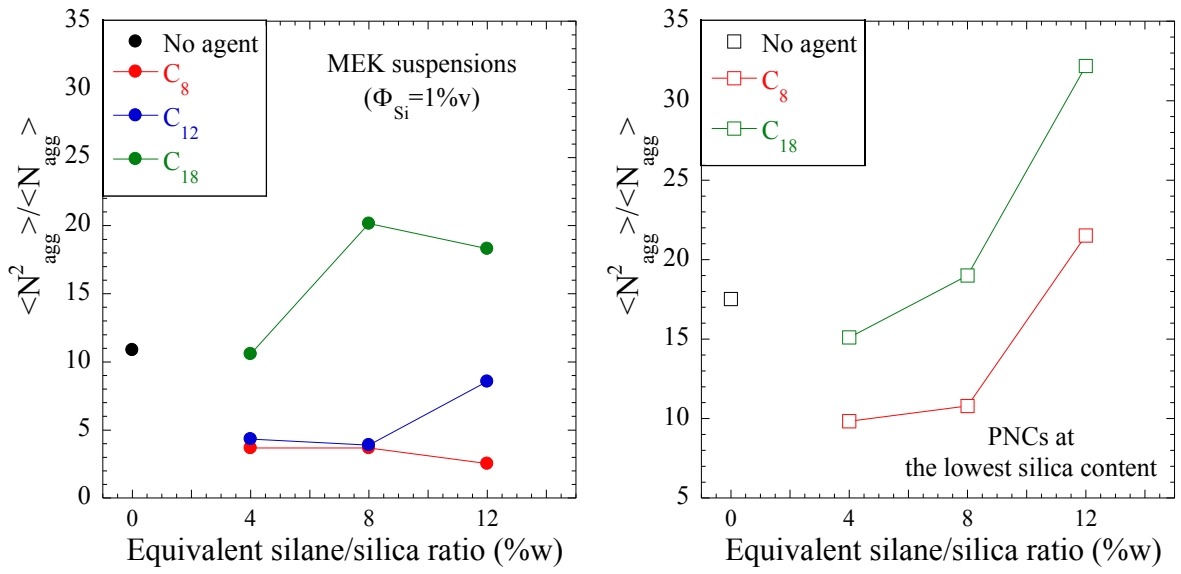 35
30
25
20
15
10
5
0
<N²agg>/<Nagg>
No agent
C₈
C₁₂
C₁₈
MEK suspensions
(ΦSi=1%v)
0 4 8 12
Equivalent silane/silica ratio (%w)
35
30
25
20
15
10
5
<N²agg>/<Nagg>
No agent
C₈
C₁₈
PNCs at
the lowest silica content
0 4 8 12
Equivalent silane/silica ratio (%w)